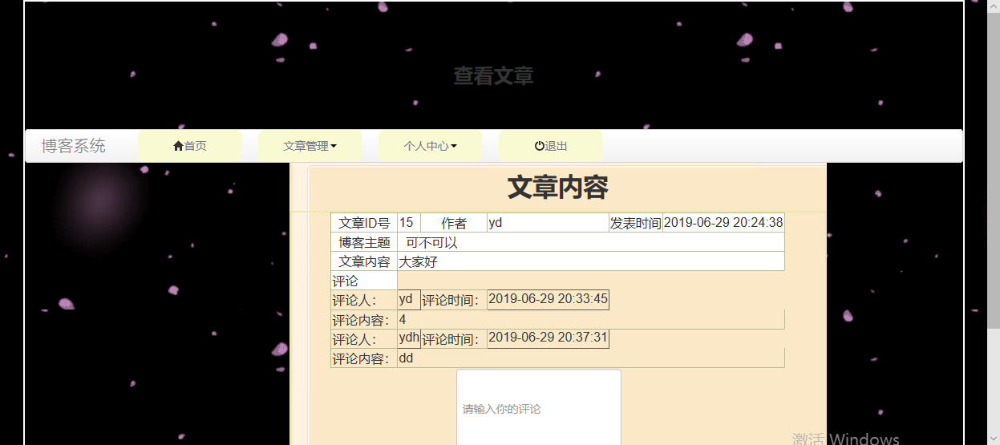 查看文章
博客系统 首页 文章管理 个人中心 退出
文章内容
文章ID号 15 作者 yd 发表时间 2019-06-29 20:24:38
博客主题 可不可以
文章内容 大家好
评论
评论人： yd 评论时间： 2019-06-29 20:33:45
评论内容： 4
评论人： ydh 评论时间： 2019-06-29 20:37:31
评论内容： dd
请输入你的评论
激活 Windows